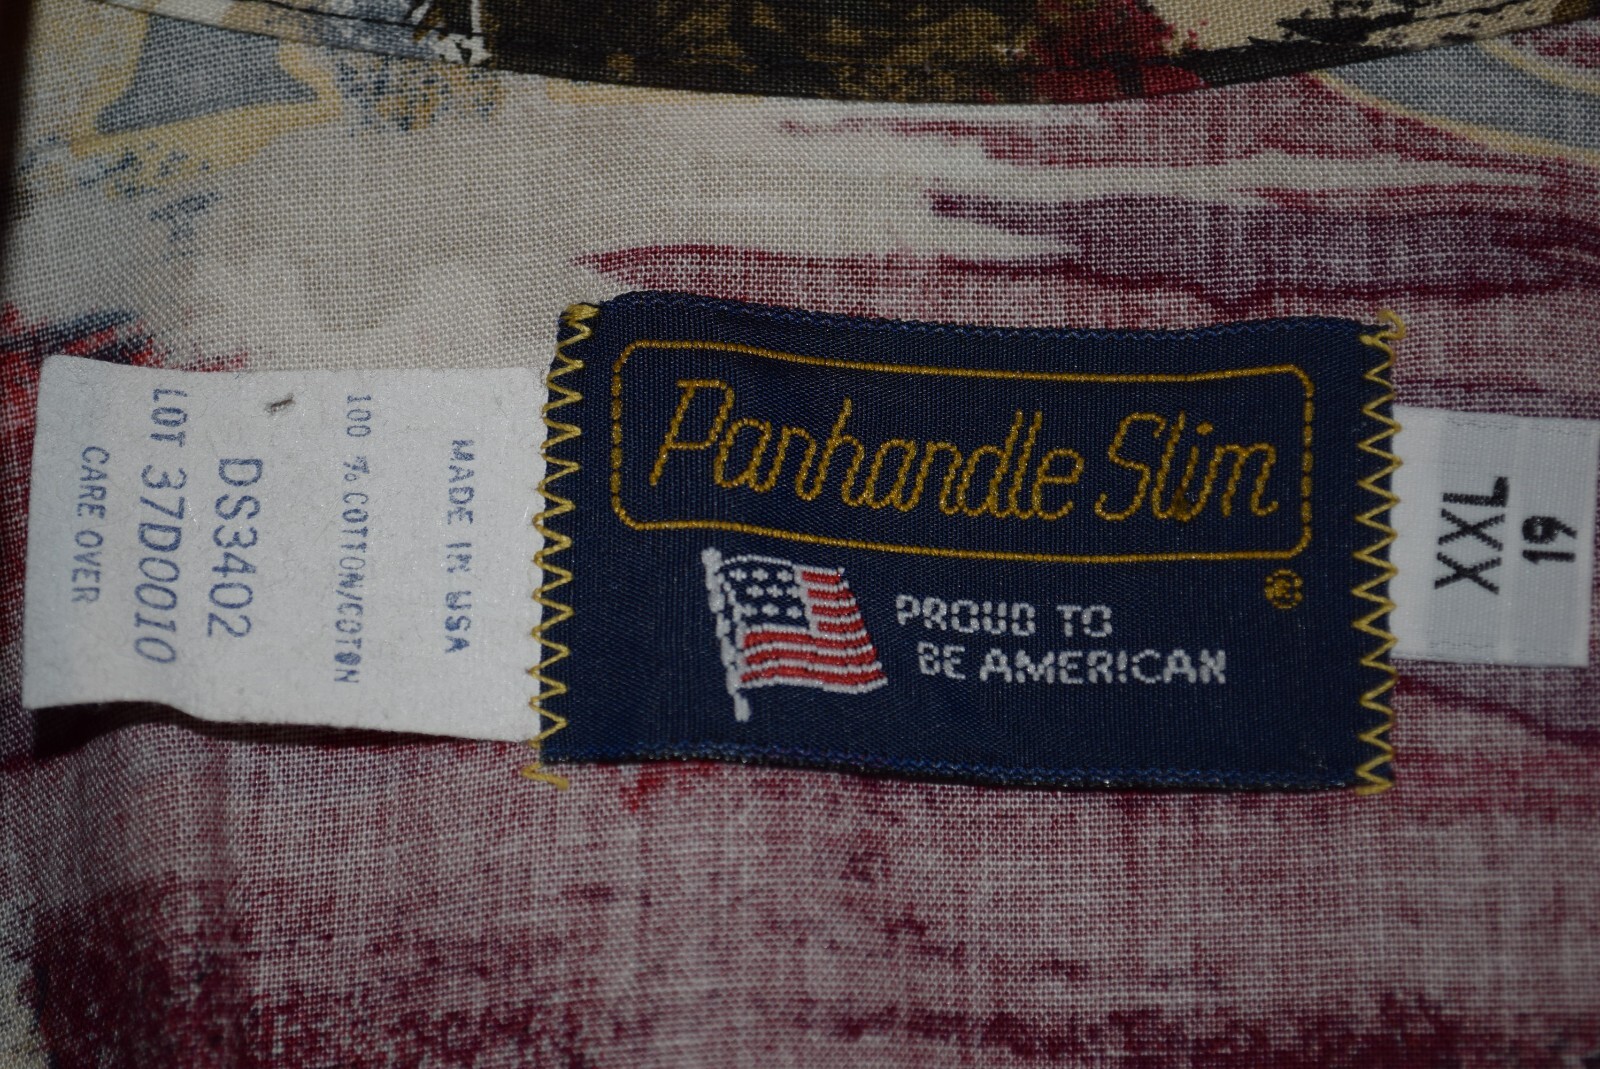 MADE IN USA
100 % COTTON/COTON
DS3402
LOT 37D0010
CARE OVER
Panhandle Slim
®
PROUD TO
BE AMERICAN
XXL
19